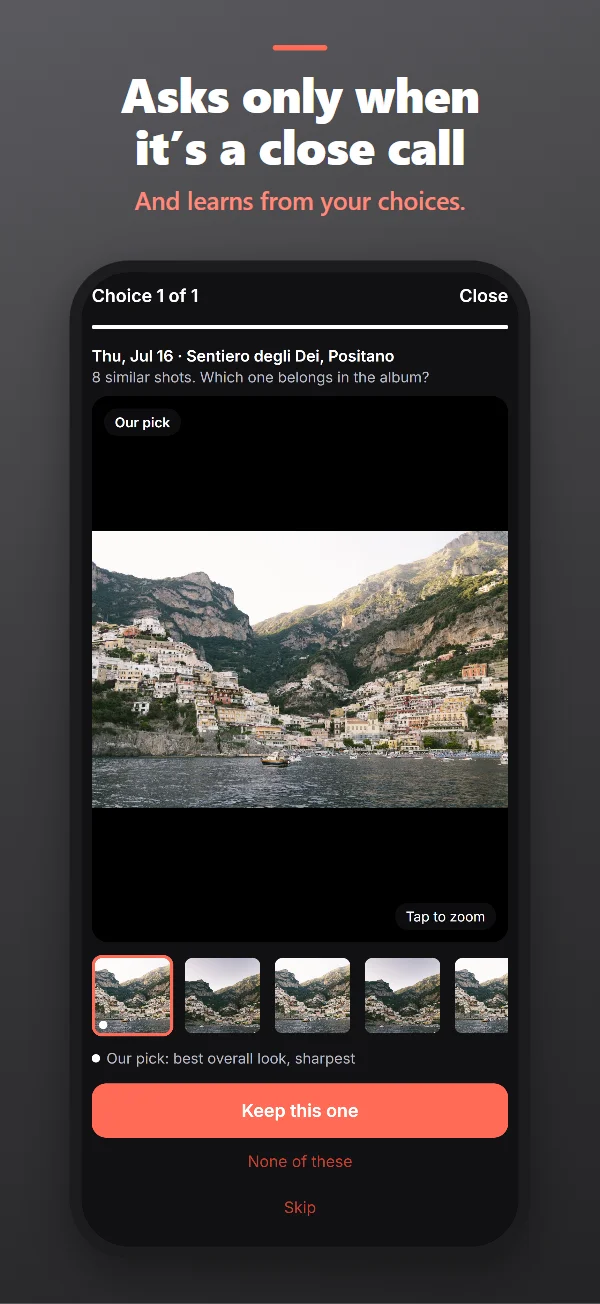 Asks only when
it´s a close call
And learns from your choices.
Choice 1 of 1
Close
Thu, Jul 16 · Sentiero degli Dei, Positano
8 similar shots. Which one belongs in the album?
Our pick
Tap to zoom
Our pick: best overall look, sharpest
Keep this one
None of these
Skip